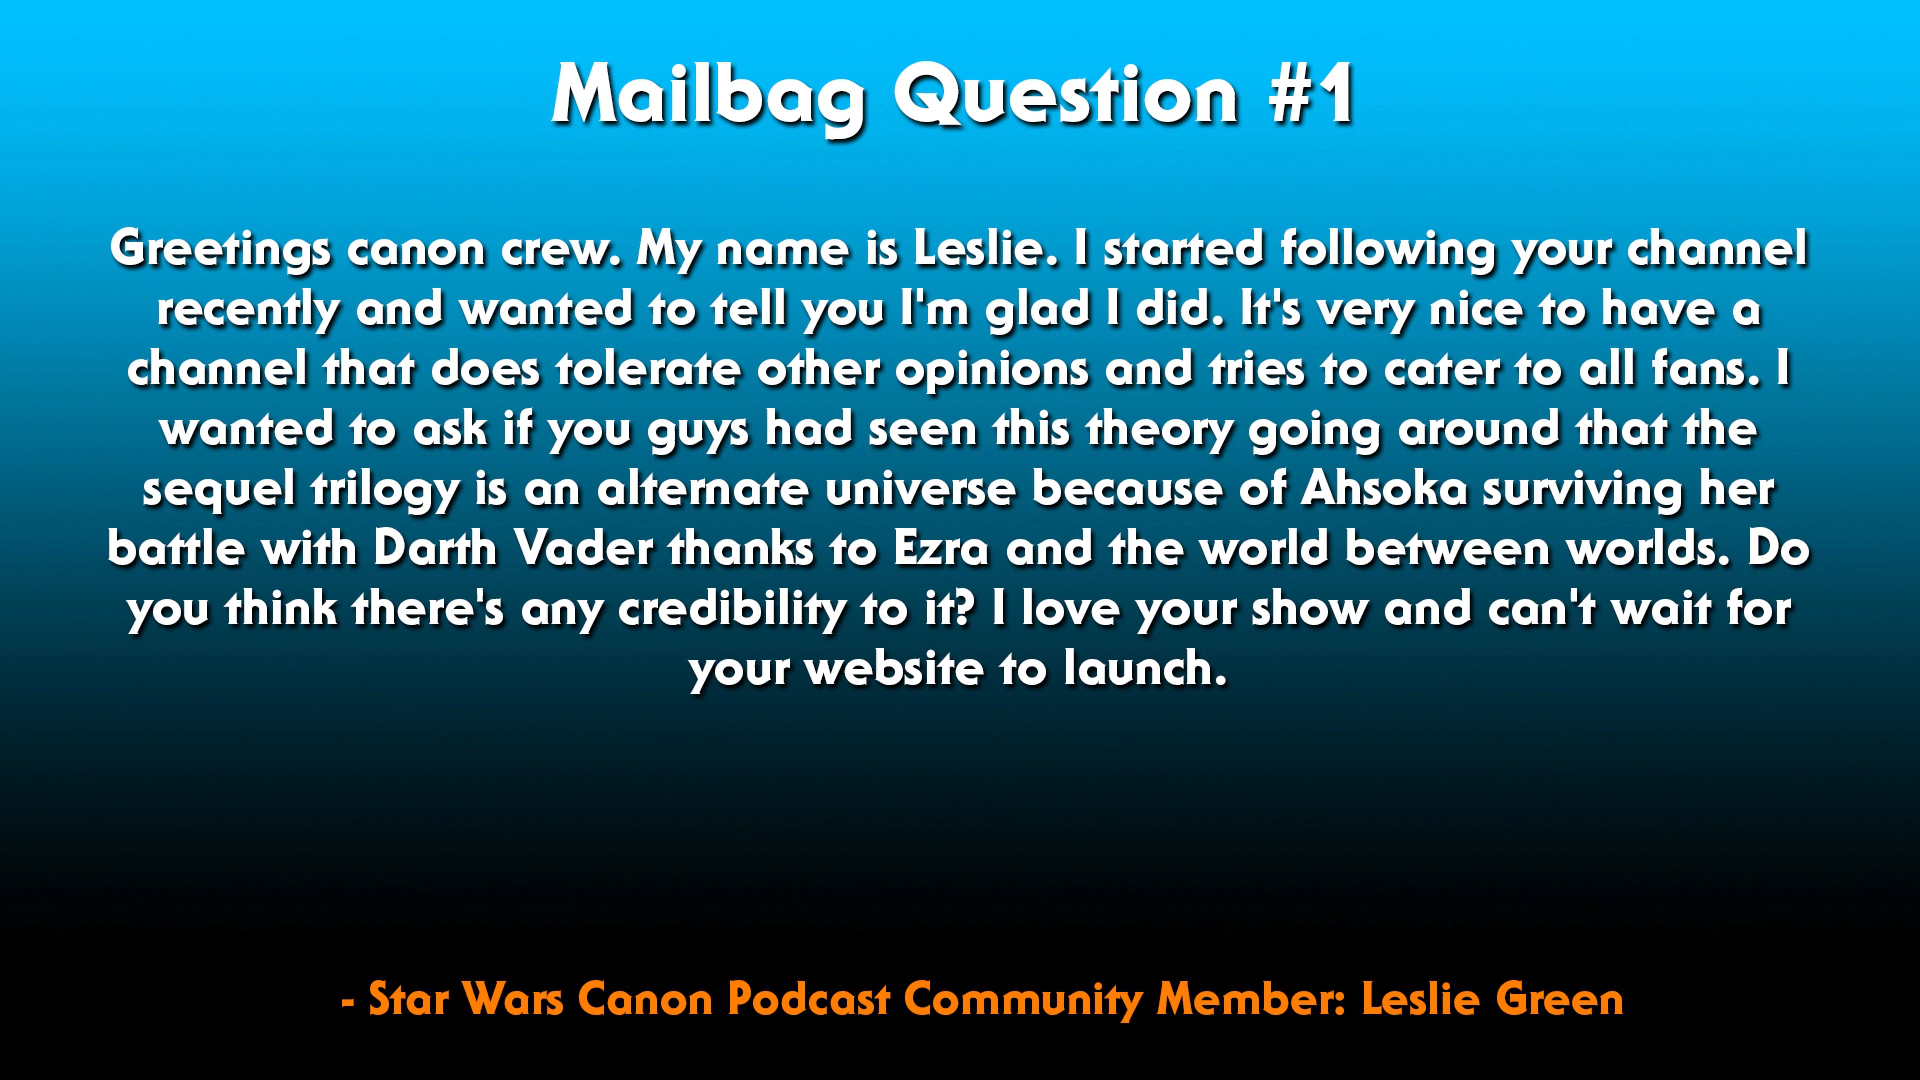 Mailbag Question #1
Greetings canon crew. My name is Leslie. I started following your channel
recently and wanted to tell you I'm glad I did. It's very nice to have a
channel that does tolerate other opinions and tries to cater to all fans. I
wanted to ask if you guys had seen this theory going around that the
sequel trilogy is an alternate universe because of Ahsoka surviving her
battle with Darth Vader thanks to Ezra and the world between worlds. Do
you think there's any credibility to it? I love your show and can't wait for
your website to launch.
- Star Wars Canon Podcast Community Member: Leslie Green